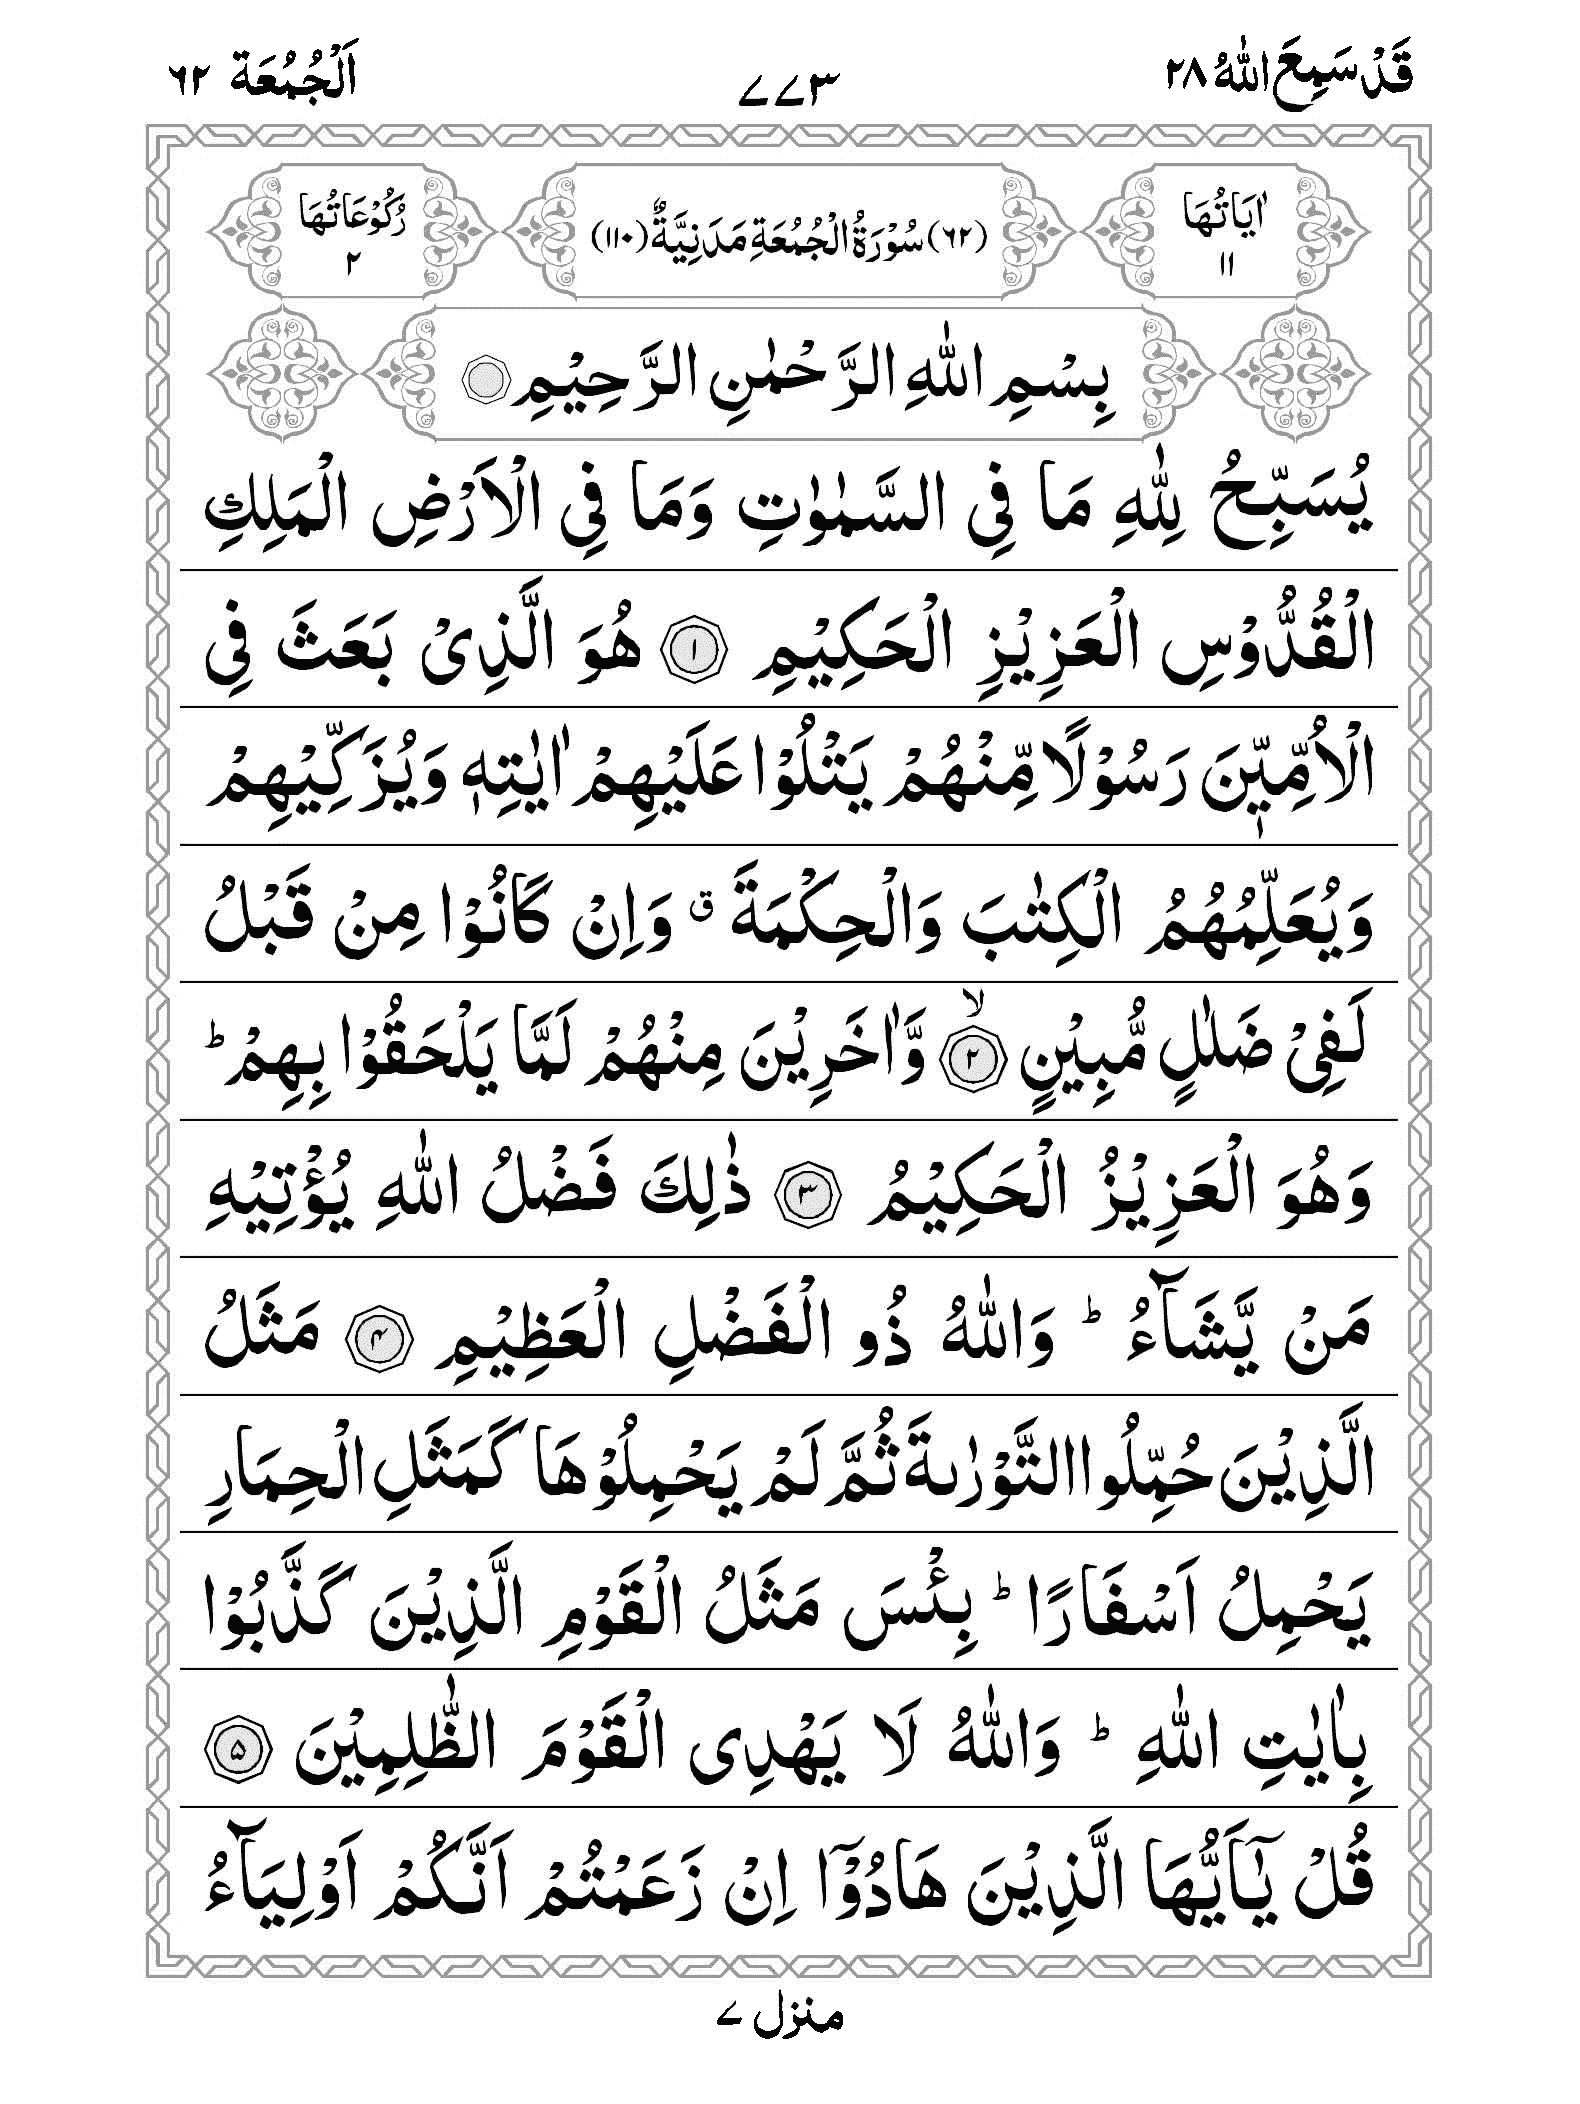 قَدْ سَمِعَ اللّٰهُ ٢٨
٧٧٣
اَلْجُمُعَة ٦٢
اٰیَاتُهَا ١١
(٦٢) سُوْرَةُ الْجُمُعَةِ مَدَنِیَّةٌ (١١٠)
رُكُوْعَاتُهَا ٢
بِسْمِ اللّٰهِ الرَّحْمٰنِ الرَّحِیْمِ
یُسَبِّحُ لِلّٰهِ مَا فِی السَّمٰوٰتِ وَمَا فِی الْاَرْضِ الْمَلِكِ
الْقُدُّوْسِ الْعَزِیْزِ الْحَكِیْمِ ۝١ هُوَ الَّذِیْ بَعَثَ فِی
الْاُمِّیّٖنَ رَسُوْلًا مِّنْهُمْ یَتْلُوْا عَلَیْهِمْ اٰیٰتِهٖ وَیُزَكِّیْهِمْ
وَیُعَلِّمُهُمُ الْكِتٰبَ وَالْحِكْمَةَ ق وَاِنْ كَانُوْا مِنْ قَبْلُ
لَفِیْ ضَلٰلٍ مُّبِیْنٍ ۝٢ۙ وَّاٰخَرِیْنَ مِنْهُمْ لَمَّا یَلْحَقُوْا بِهِمْ ؕ
وَهُوَ الْعَزِیْزُ الْحَكِیْمُ ۝٣ ذٰلِكَ فَضْلُ اللّٰهِ یُؤْتِیْهِ
مَنْ یَّشَآءُ ؕ وَاللّٰهُ ذُو الْفَضْلِ الْعَظِیْمِ ۝٤ مَثَلُ
الَّذِیْنَ حُمِّلُوا التَّوْرٰىةَ ثُمَّ لَمْ یَحْمِلُوْهَا كَمَثَلِ الْحِمَارِ
یَحْمِلُ اَسْفَارًا ؕ بِئْسَ مَثَلُ الْقَوْمِ الَّذِیْنَ كَذَّبُوْا
بِاٰیٰتِ اللّٰهِ ؕ وَاللّٰهُ لَا یَهْدِی الْقَوْمَ الظّٰلِمِیْنَ ۝٥
قُلْ یٰۤاَیُّهَا الَّذِیْنَ هَادُوْۤا اِنْ زَعَمْتُمْ اَنَّكُمْ اَوْلِیَآءُ
منزل ٧